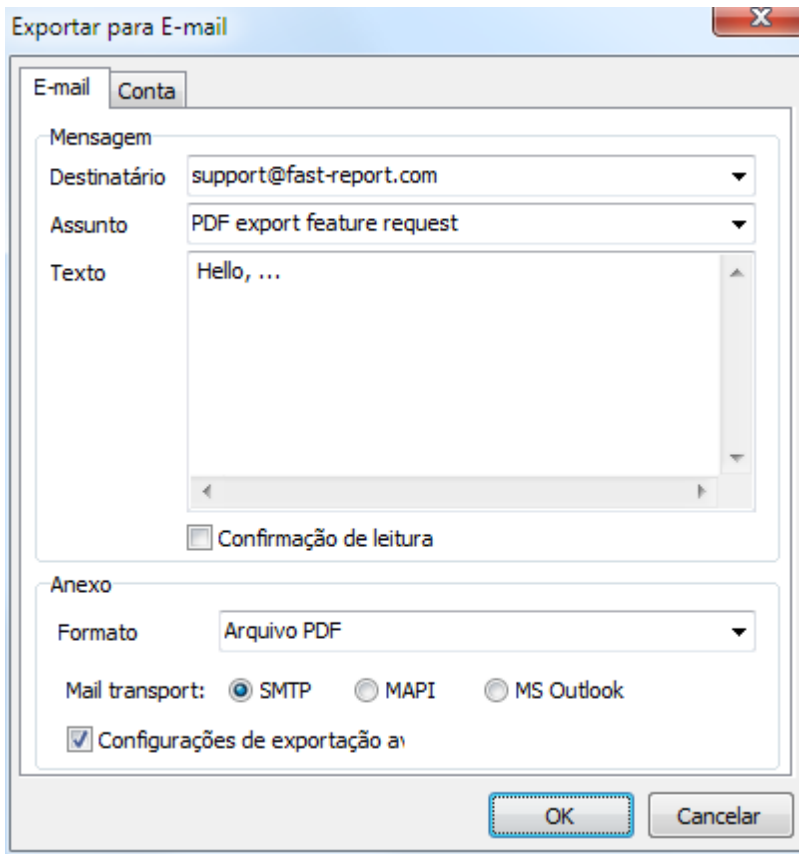 Exportar para E-mail
E-mail Conta
Mensagem
Destinatário support@fast-report.com
Assunto PDF export feature request
Texto Hello, ...
Confirmação de leitura
Anexo
Formato Arquivo PDF
Mail transport: SMTP MAPI MS Outlook
Configurações de exportação av
OK Cancelar